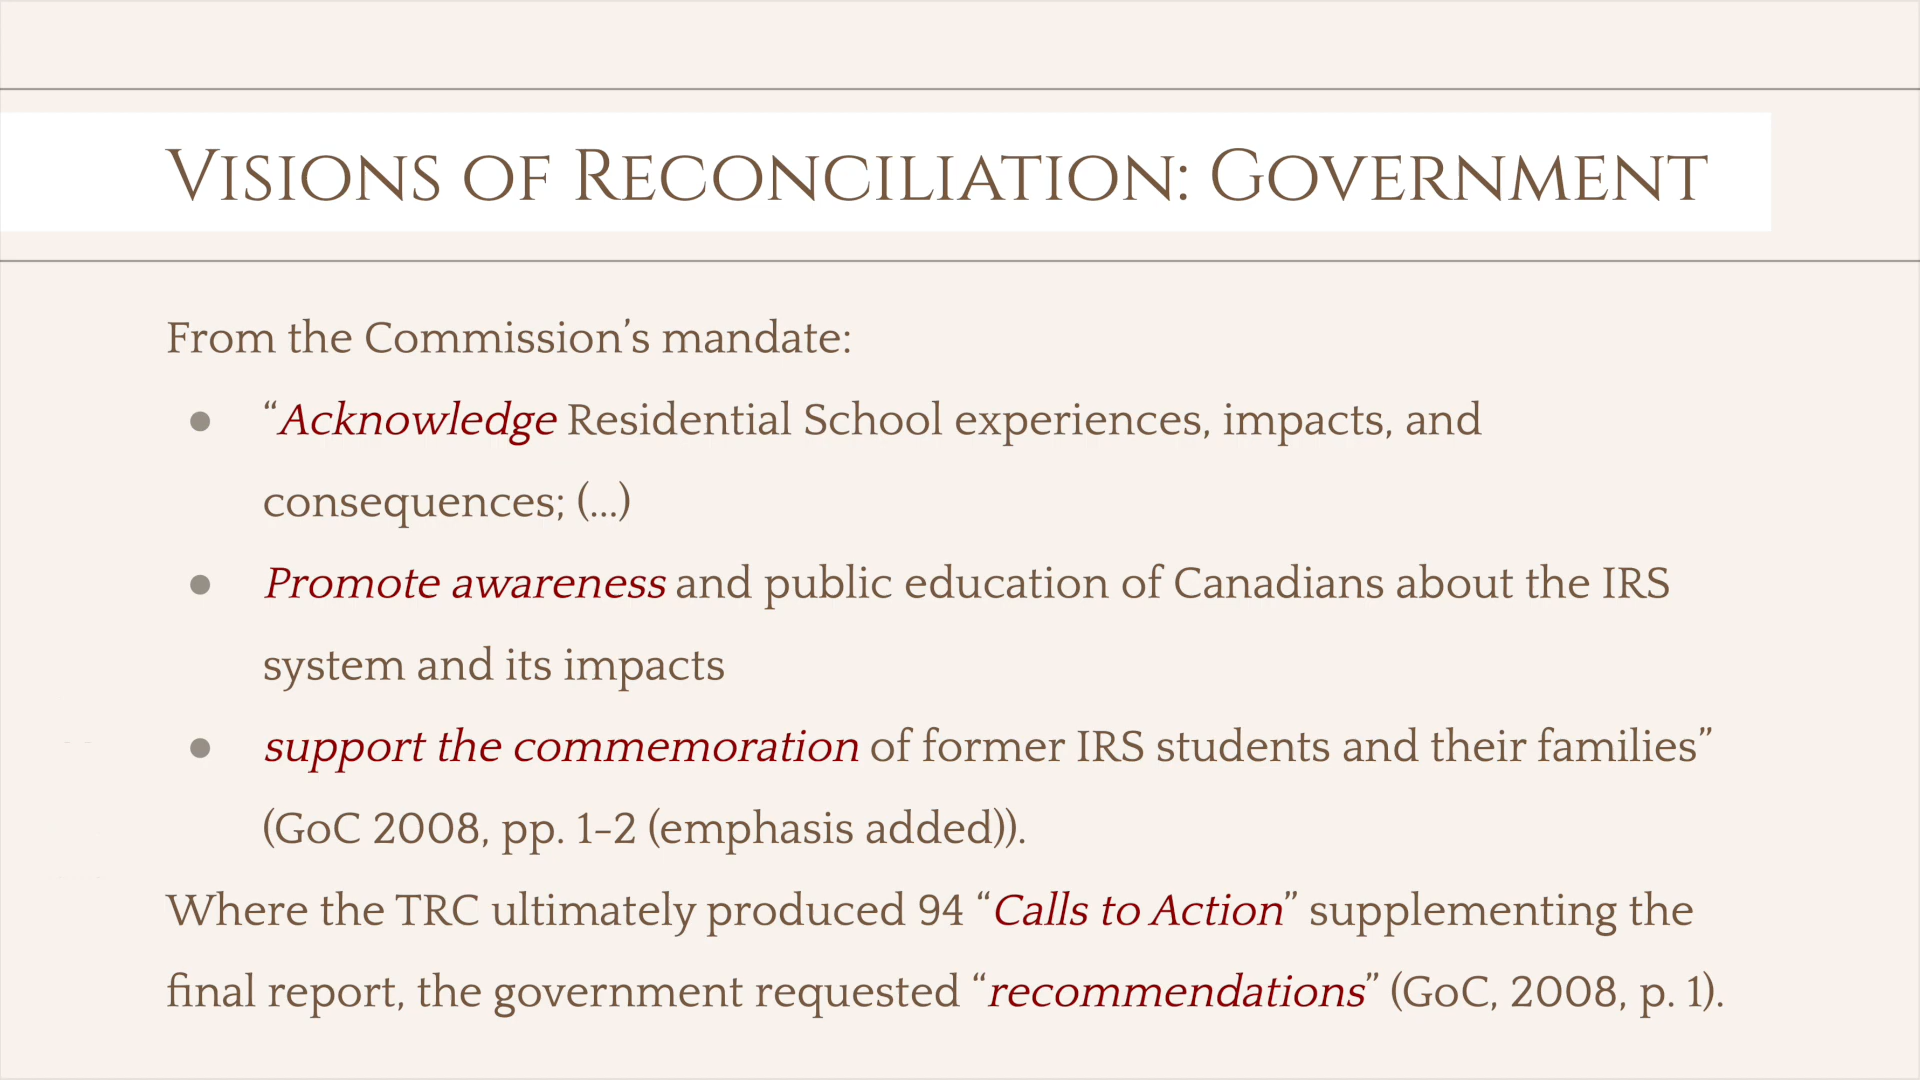 Visions of Reconciliation: Government
From the Commission’s mandate:
● “Acknowledge Residential School experiences, impacts, and
consequences; (...)
● Promote awareness and public education of Canadians about the IRS
system and its impacts
● support the commemoration of former IRS students and their families”
(GoC 2008, pp. 1–2 (emphasis added)).
Where the TRC ultimately produced 94 “Calls to Action” supplementing the
final report, the government requested “recommendations” (GoC, 2008, p. 1).